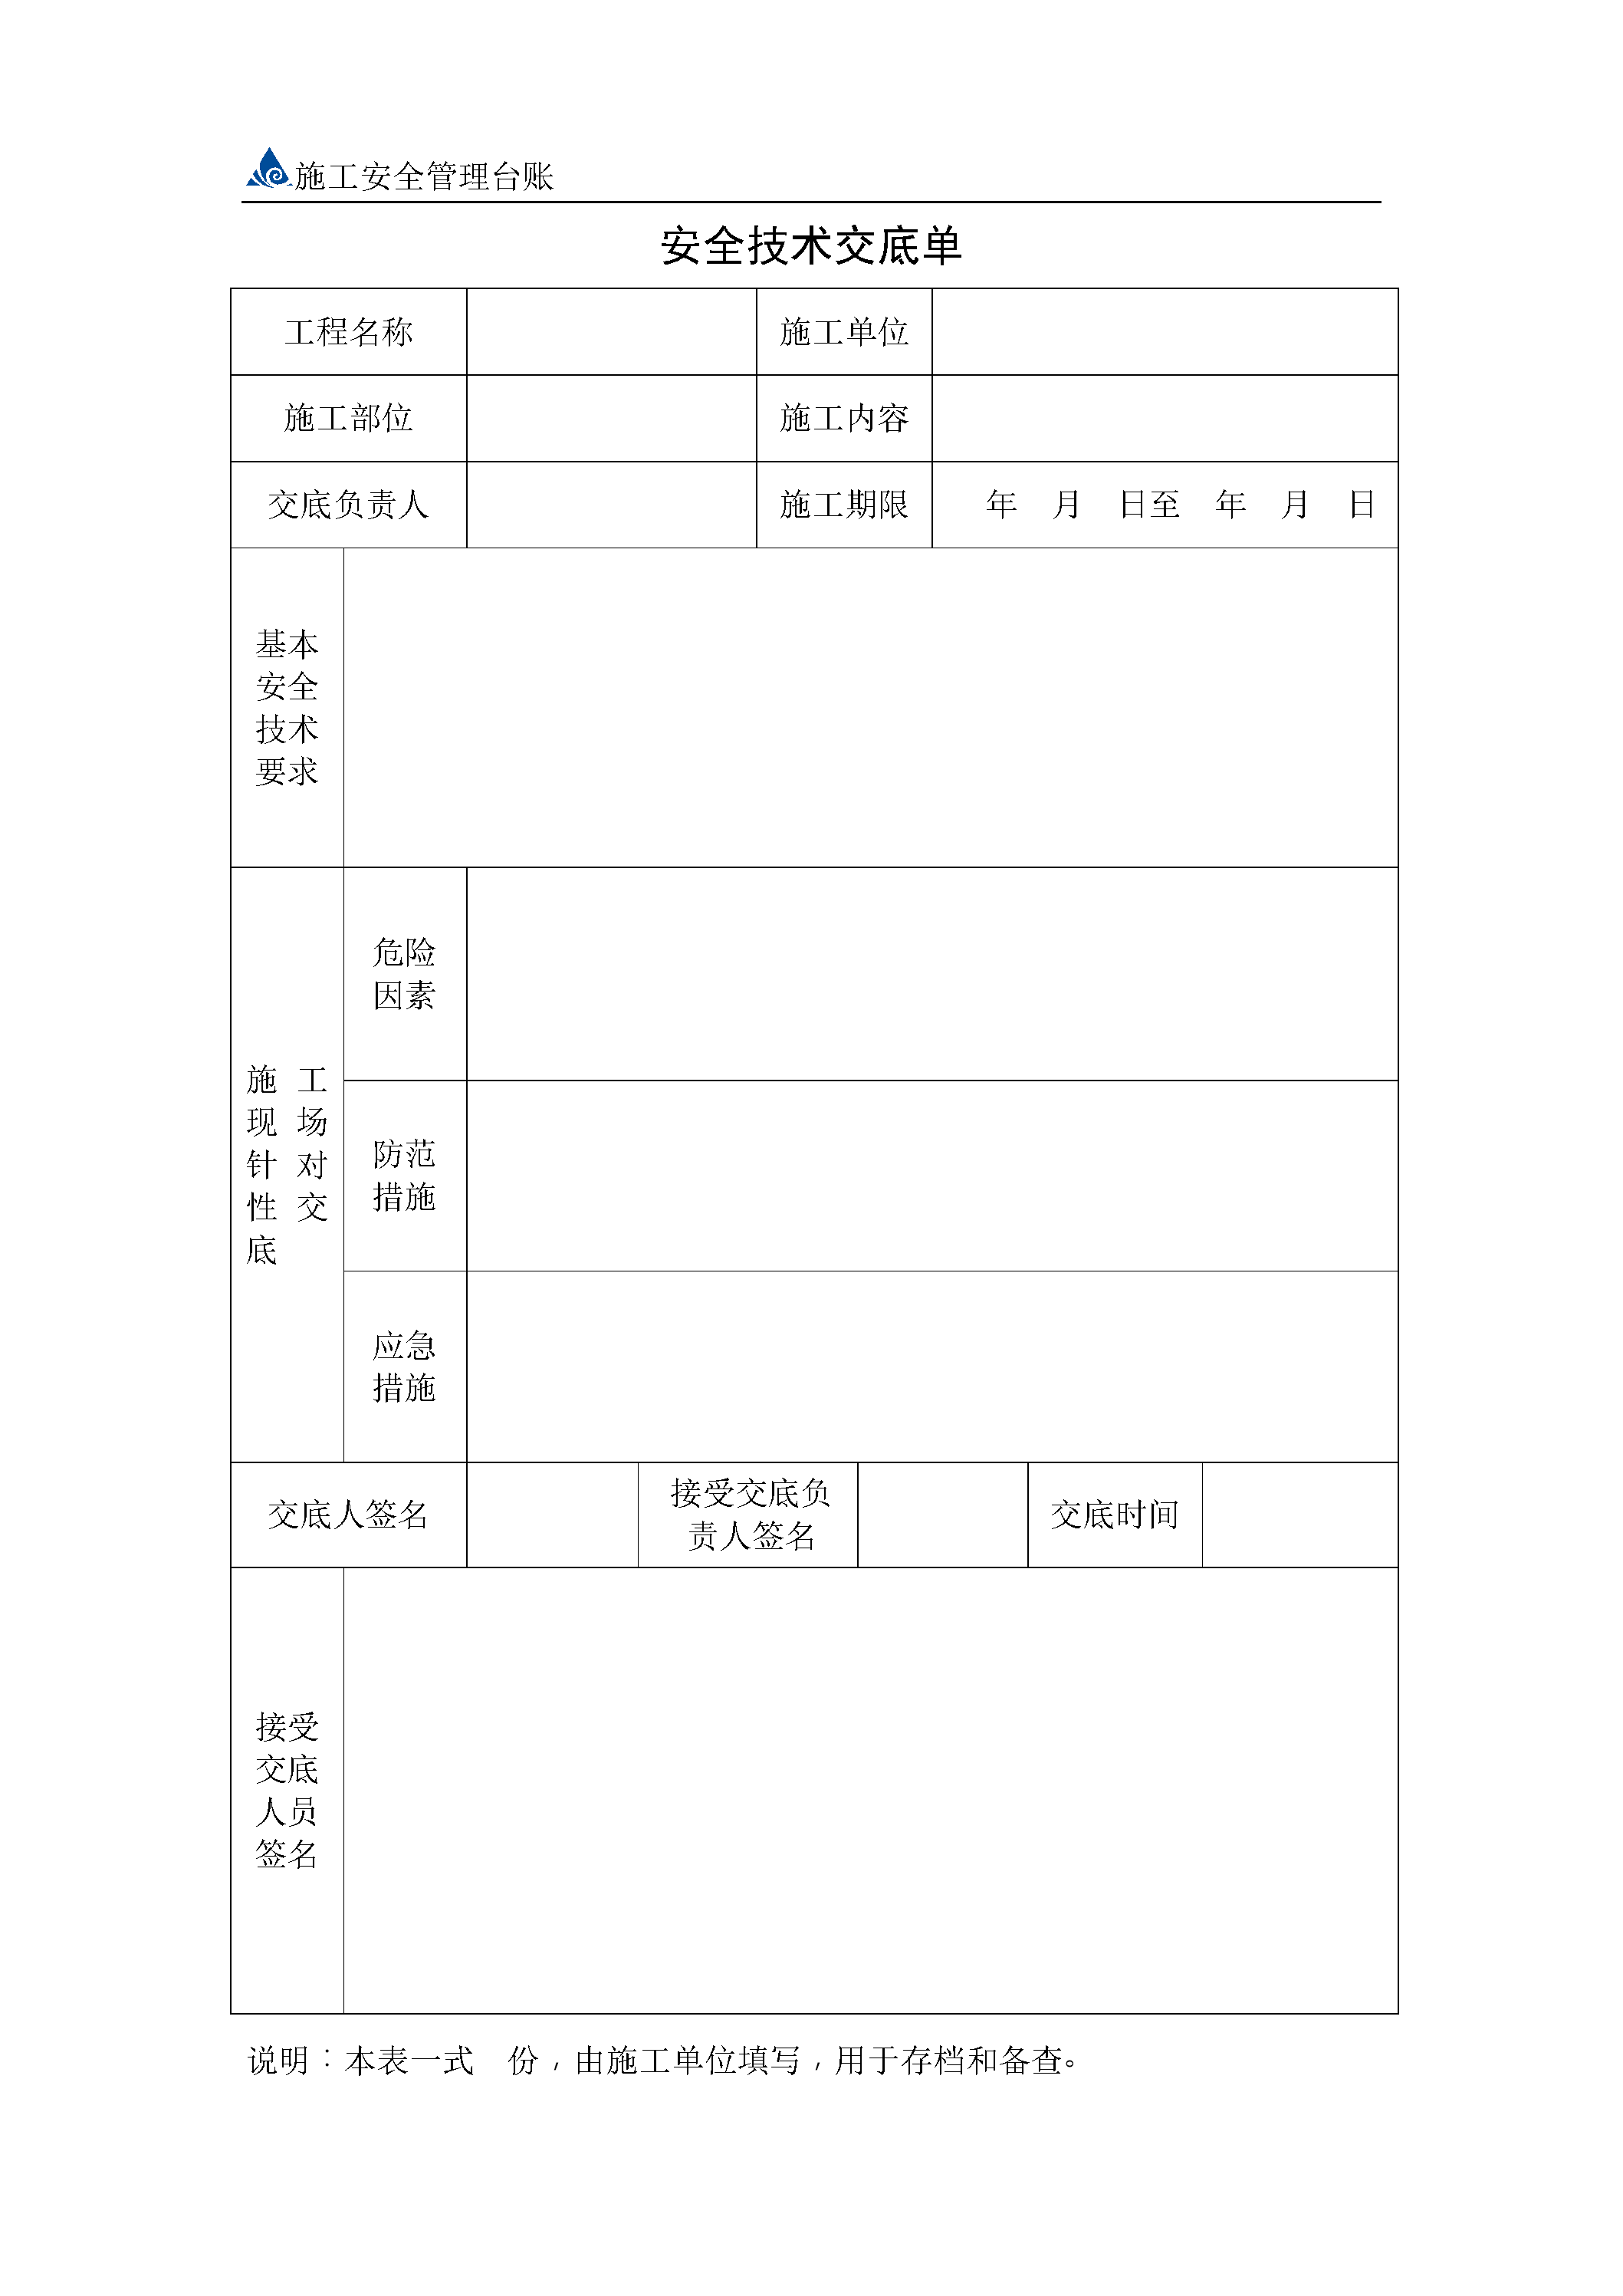 施工安全管理台账
安全技术交底单
工程名称 施工单位
施工部位 施工内容
交底负责人 施工期限 年 月 日至 年 月 日
基本
安全
技术
要求
施 工
现 场
针 对
性 交
底
危险
因素
防范
措施
应急
措施
交底人签名
接受交底负
责人签名
交底时间
接受
交底
人员
签名
说明：本表一式 份，由施工单位填写，用于存档和备查。